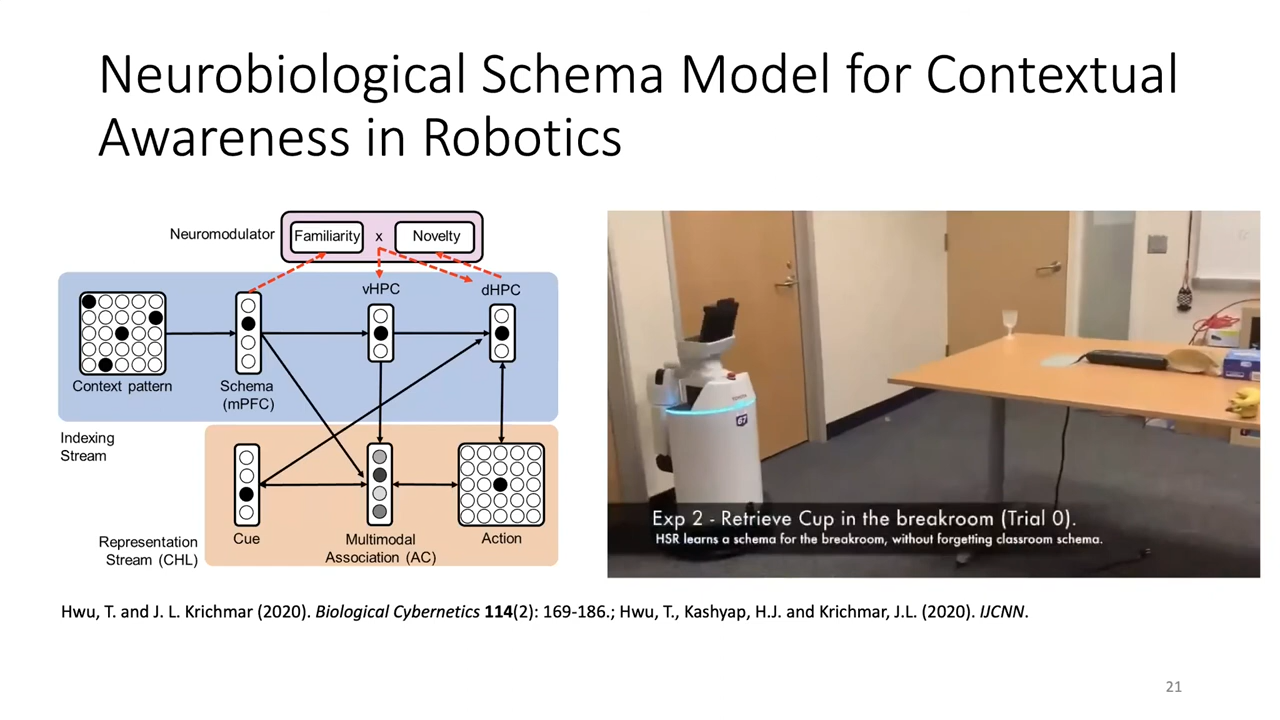 Neurobiological Schema Model for Contextual
Awareness in Robotics
Neuromodulator
Familiarity x Novelty
vHPC
dHPC
Context pattern
Schema
(mPFC)
Indexing
Stream
Cue
Multimodal
Association (AC)
Action
Representation
Stream (CHL)
Exp 2 - Retrieve Cup in the breakroom (Trial 0).
HSR learns a schema for the breakroom, without forgetting classroom schema.
Hwu, T. and J. L. Krichmar (2020). Biological Cybernetics 114(2): 169-186.; Hwu, T., Kashyap, H.J. and Krichmar, J.L. (2020). IJCNN.
21